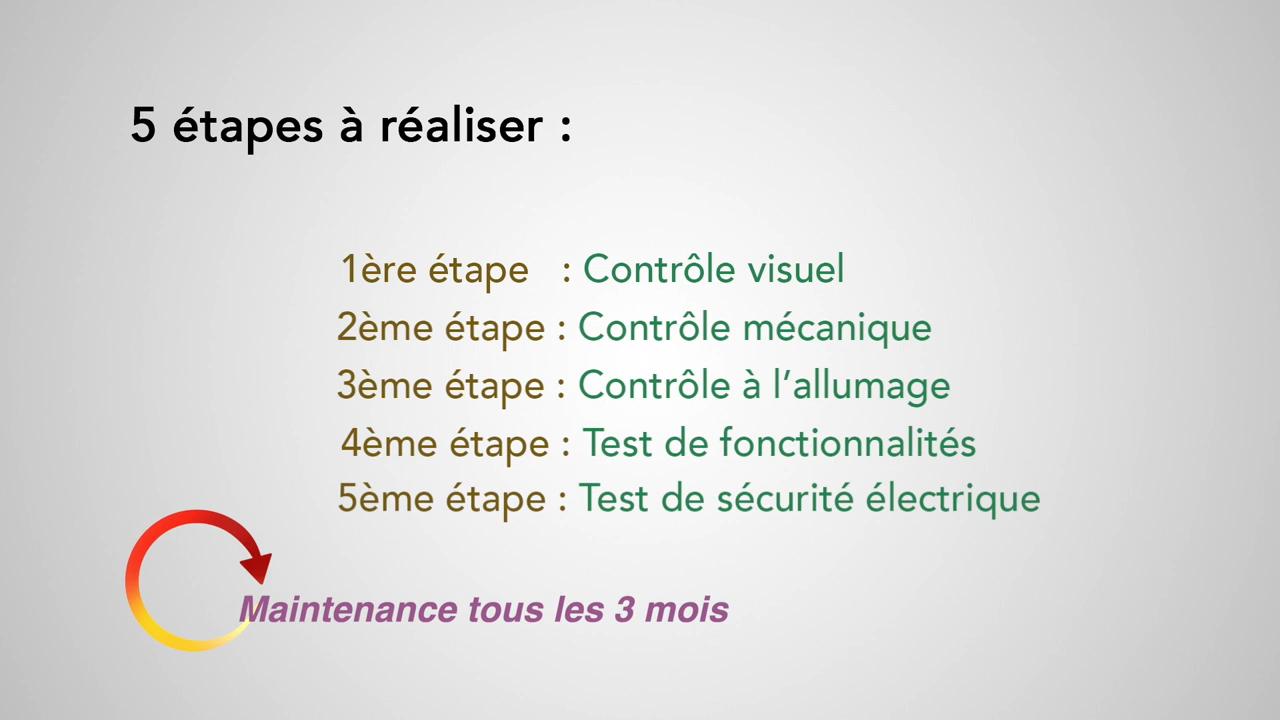 5 étapes à réaliser :
1ère étape : Contrôle visuel
2ème étape : Contrôle mécanique
3ème étape : Contrôle à l’allumage
4ème étape : Test de fonctionnalités
5ème étape : Test de sécurité électrique
Maintenance tous les 3 mois